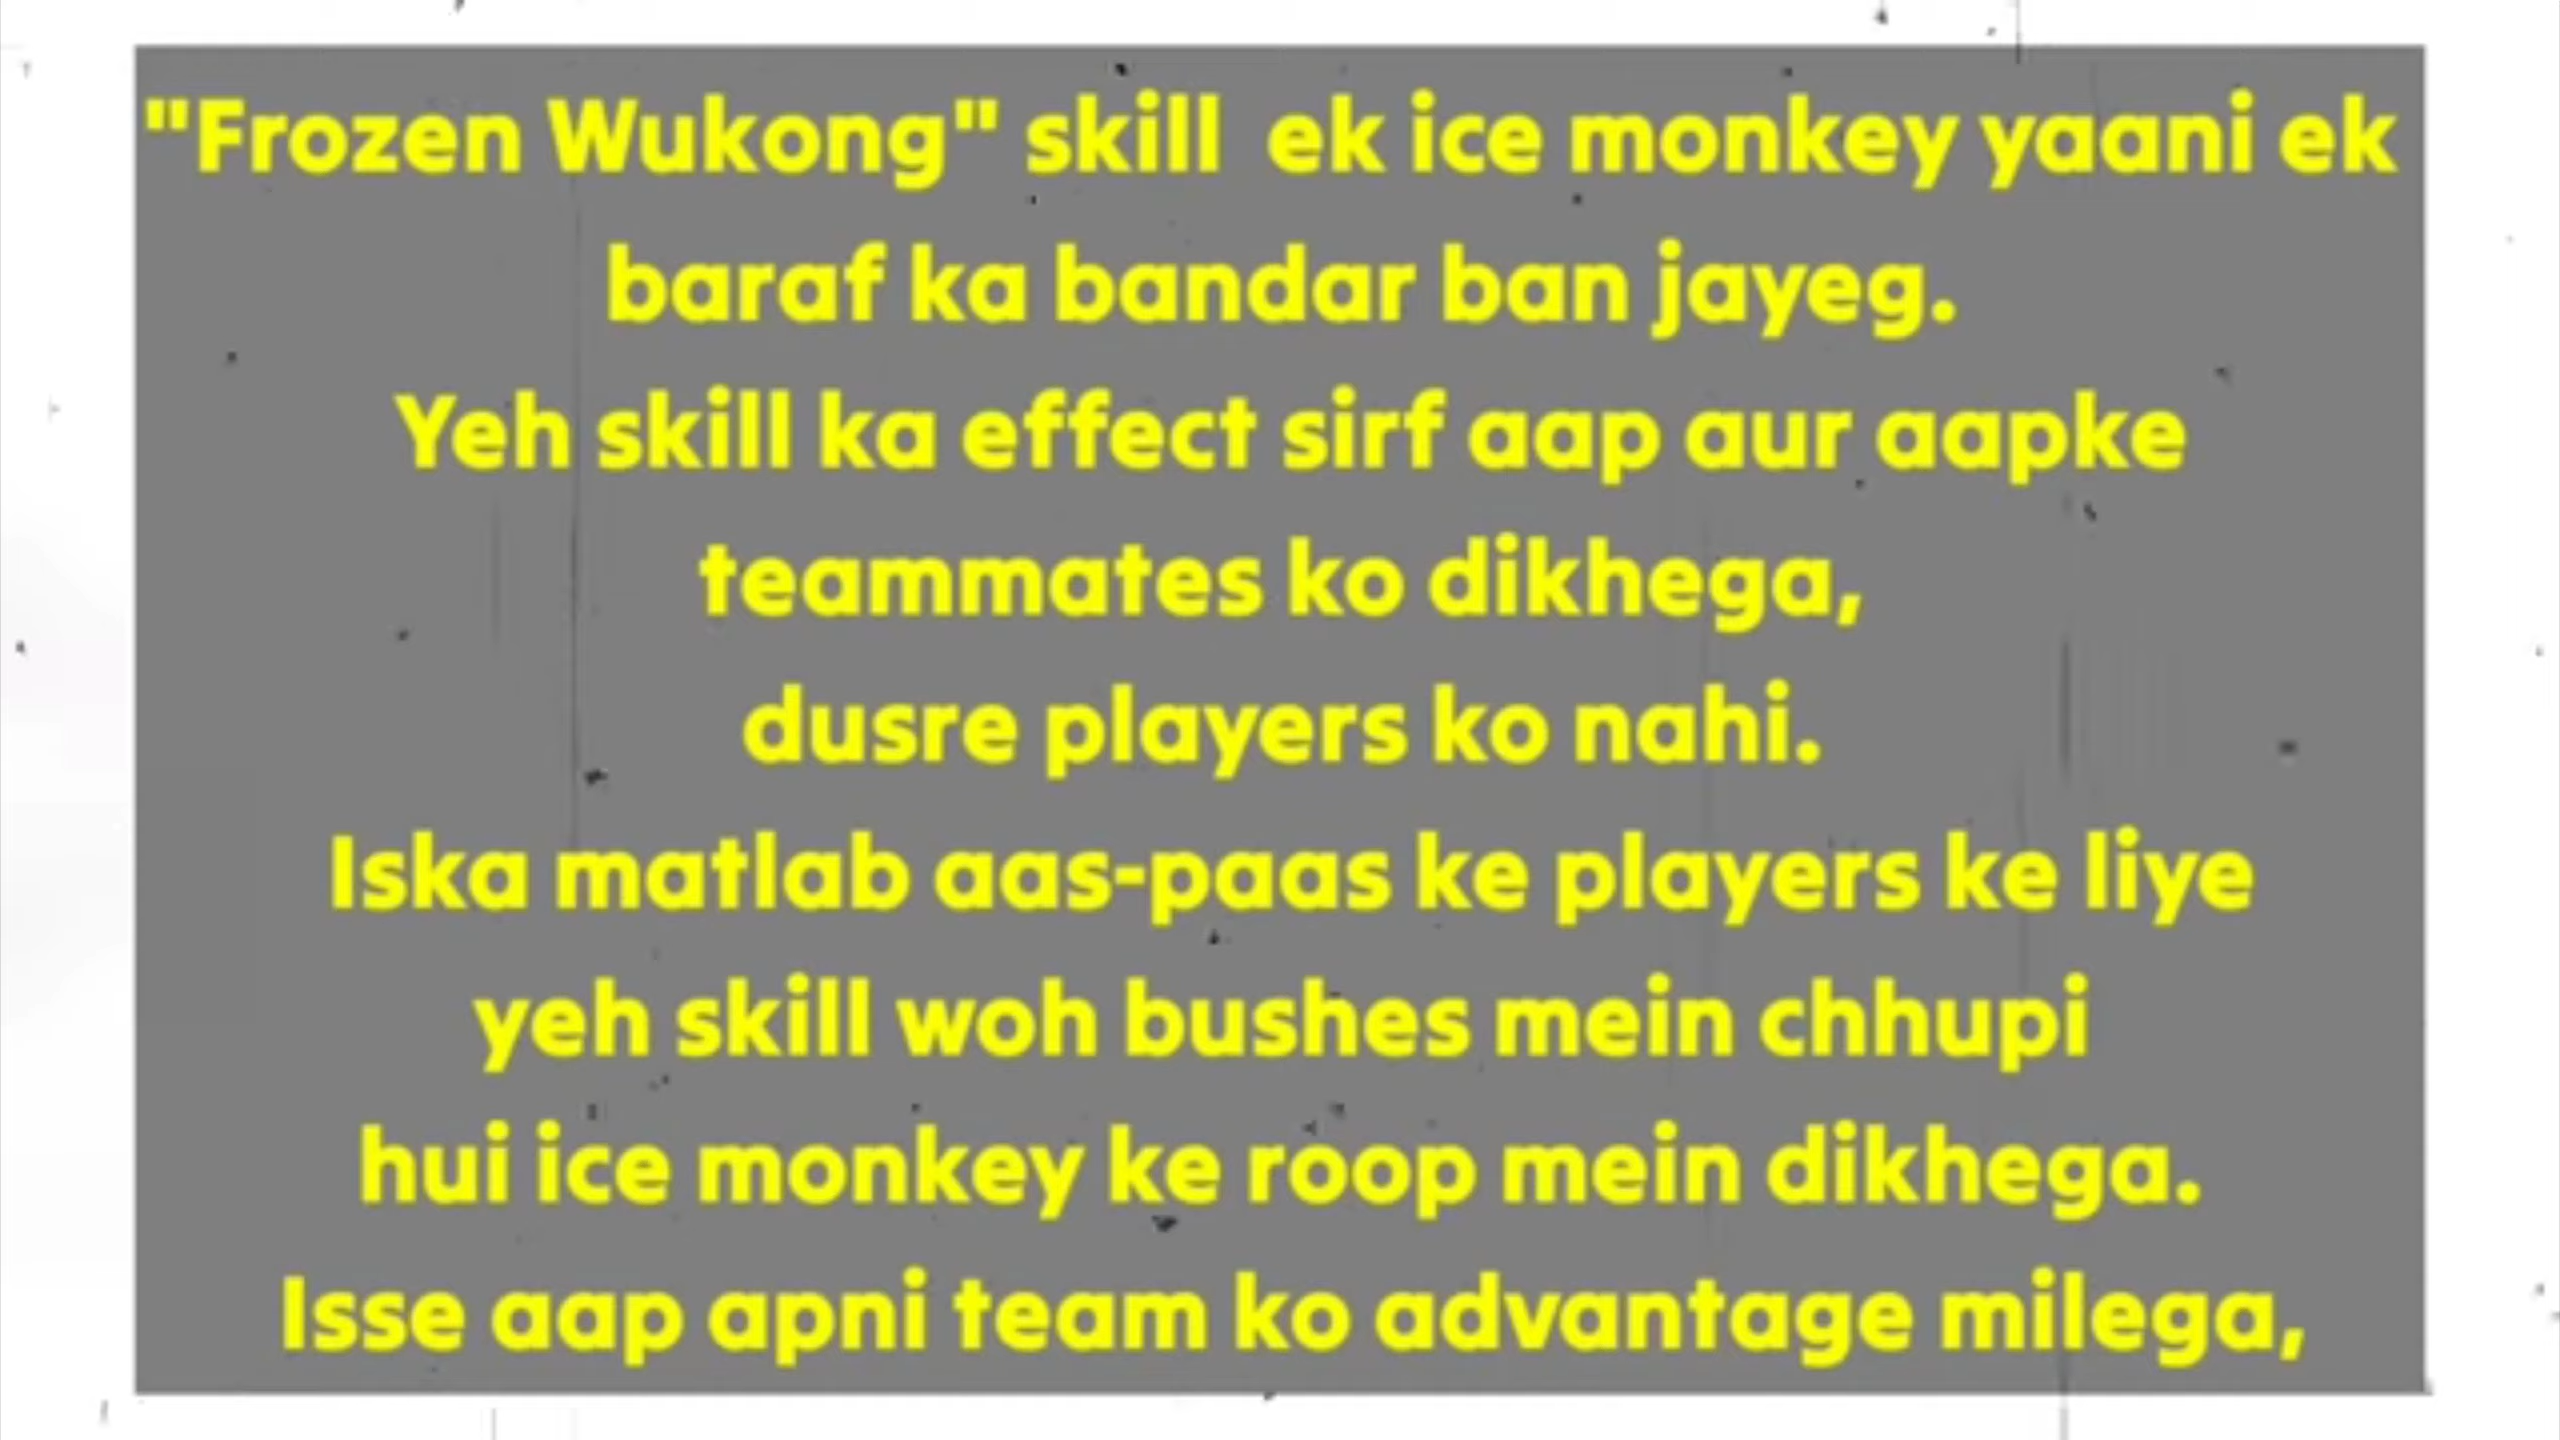 "Frozen Wukong" skill  ek ice monkey yaani ek
baraf ka bandar ban jayeg.
Yeh skill ka effect sirf aap aur aapke
teammates ko dikhega,
dusre players ko nahi.
Iska matlab aas-paas ke players ke liye
yeh skill woh bushes mein chhupi
hui ice monkey ke roop mein dikhega.
Isse aap apni team ko advantage milega,